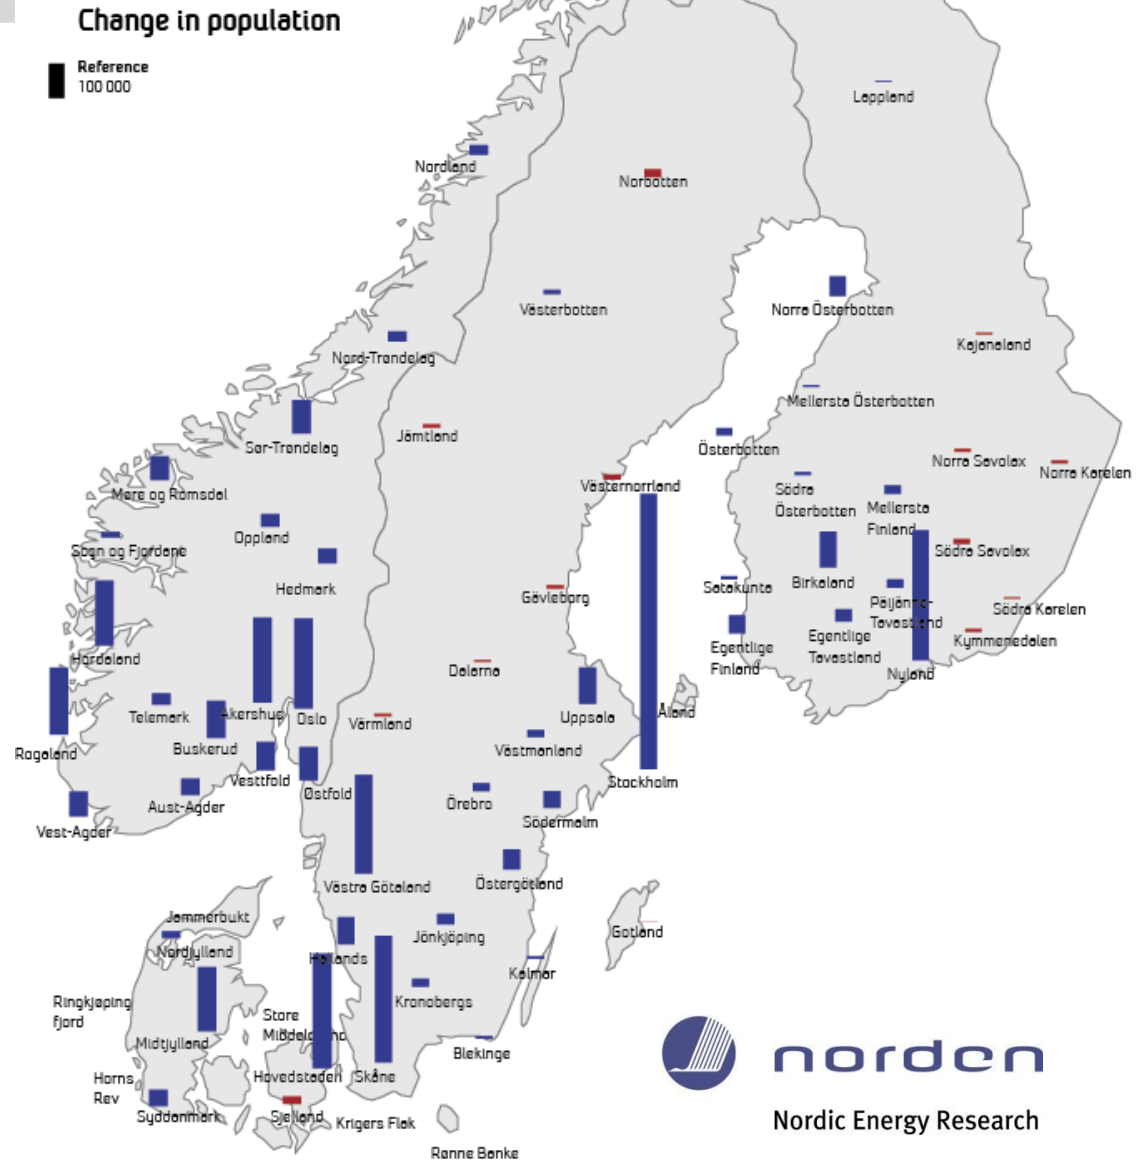 Change in population
Reference
100 000
Lappland
Nordland
Norbotten
Västerbotten
Norra Österbotten
Nord-Trøndelag
Kajanaland
Mellersta Österbotten
Jämtland
Sør-Trøndelag
Österbotten
Norra Savolax
Norra Karelen
Møre og Romsdal
Västernorrland
Södra
Österbotten
Mellersta
Finland
Oppland
Sogn og Fjordane
Södra Savolax
Hedmark
Birkaland
Satakunta
Gävleborg
Päijänne-
Tavastland
Södra Karelen
Egentlige
Tavastland
Kymmenedalen
Egentlige
Finland
Hordaland
Dalarna
Nyland
Telemark
Akershus
Oslo
Värmland
Uppsala
Åland
Rogaland
Buskerud
Västmanland
Vesttfold
Stockholm
Østfold
Aust-Agder
Örebro
Södermalm
Vest-Agder
Västra Götaland
Östergötland
Jammerbukt
Nordjylland
Jönkjöping
Gotland
Hallands
Kalmar
Ringkjøping
fjord
Kronobergs
Store
Middelgrund
Midtjylland
Blekinge
Horns
Rev
Hovedstaden
Skåne
Syddanmark
Sjelland
Krigers Flak
Rønne Banke
norden
Nordic Energy Research